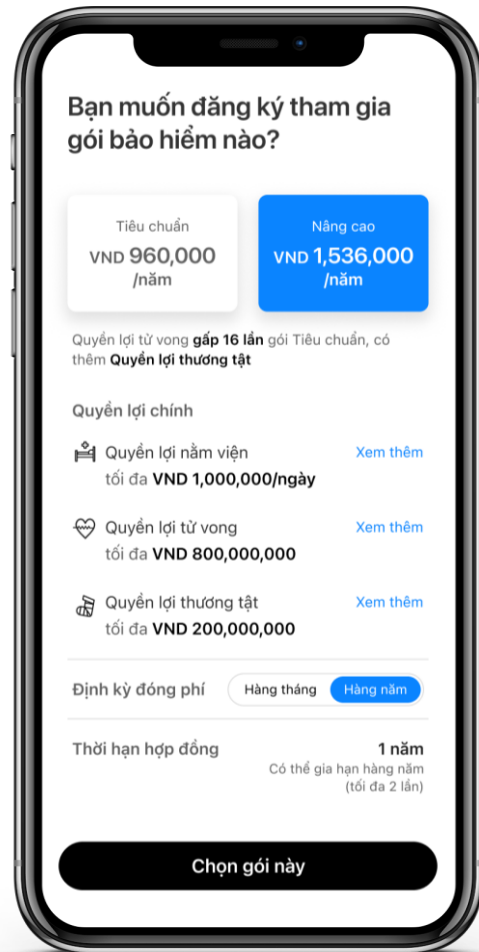 Bạn muốn đăng ký tham gia
gói bảo hiểm nào?
Tiêu chuẩn
VND 960,000
/năm
Nâng cao
VND 1,536,000
/năm
Quyền lợi tử vong gấp 16 lần gói Tiêu chuẩn, có
thêm Quyền lợi thương tật
Quyền lợi chính
Quyền lợi nằm viện
Xem thêm
tối đa VND 1,000,000/ngày
Quyền lợi tử vong
Xem thêm
tối đa VND 800,000,000
Quyền lợi thương tật
Xem thêm
tối đa VND 200,000,000
Định kỳ đóng phí
Hàng tháng
Hàng năm
Thời hạn hợp đồng
1 năm
Có thể gia hạn hàng năm
(tối đa 2 lần)
Chọn gói này